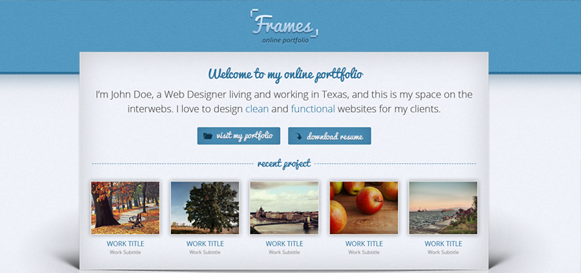 Frames
online portfolio
Welcome to my online porttfolio
I'm John Doe, a Web Designer living and working in Texas, and this is my space on the
interwebs. I love to design clean and functional websites for my clients.
visit my portfolio
download resume
recent project
WORK TITLE WORK TITLE WORK TITLE WORK TITLE WORK TITLE
Work Subtitle Work Subtitle Work Subtitle Work Subtitle Work Subtitle